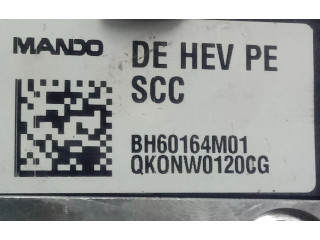 MANDO DE HEV PE
SCC
BH60164M01
QKONW0120CG